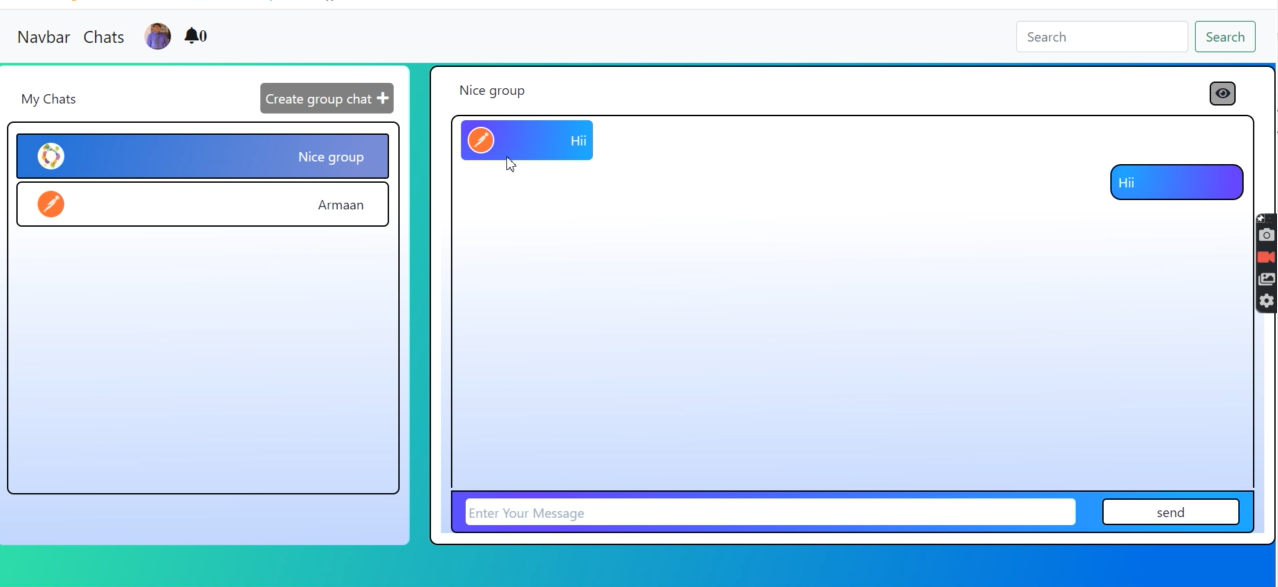 Navbar Chats 0 Search Search
My Chats Create group chat +
Nice group
Armaan
Nice group
Hii
Hii
Enter Your Message send